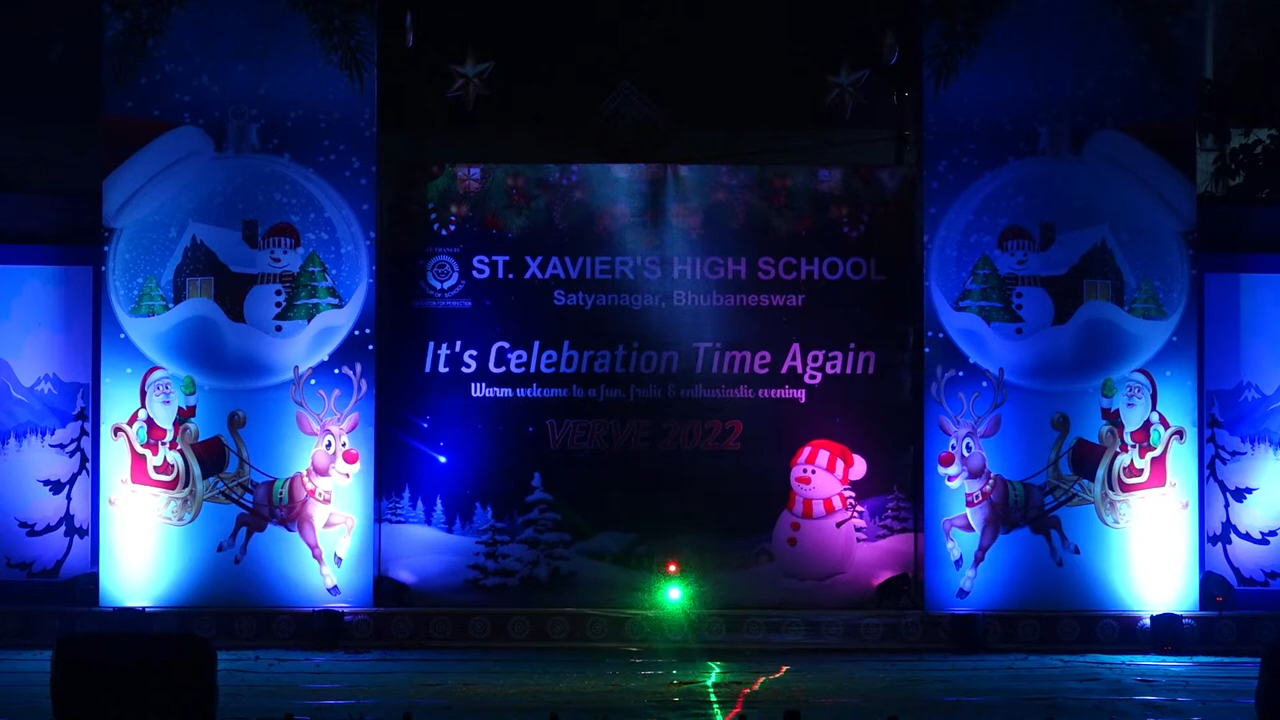 ST. XAVIER'S HIGH SCHOOL
Satyanagar, Bhubaneswar
It's Celebration Time Again
Warm welcome to a fun, frolic & enthusiastic evening
VERVE 2022